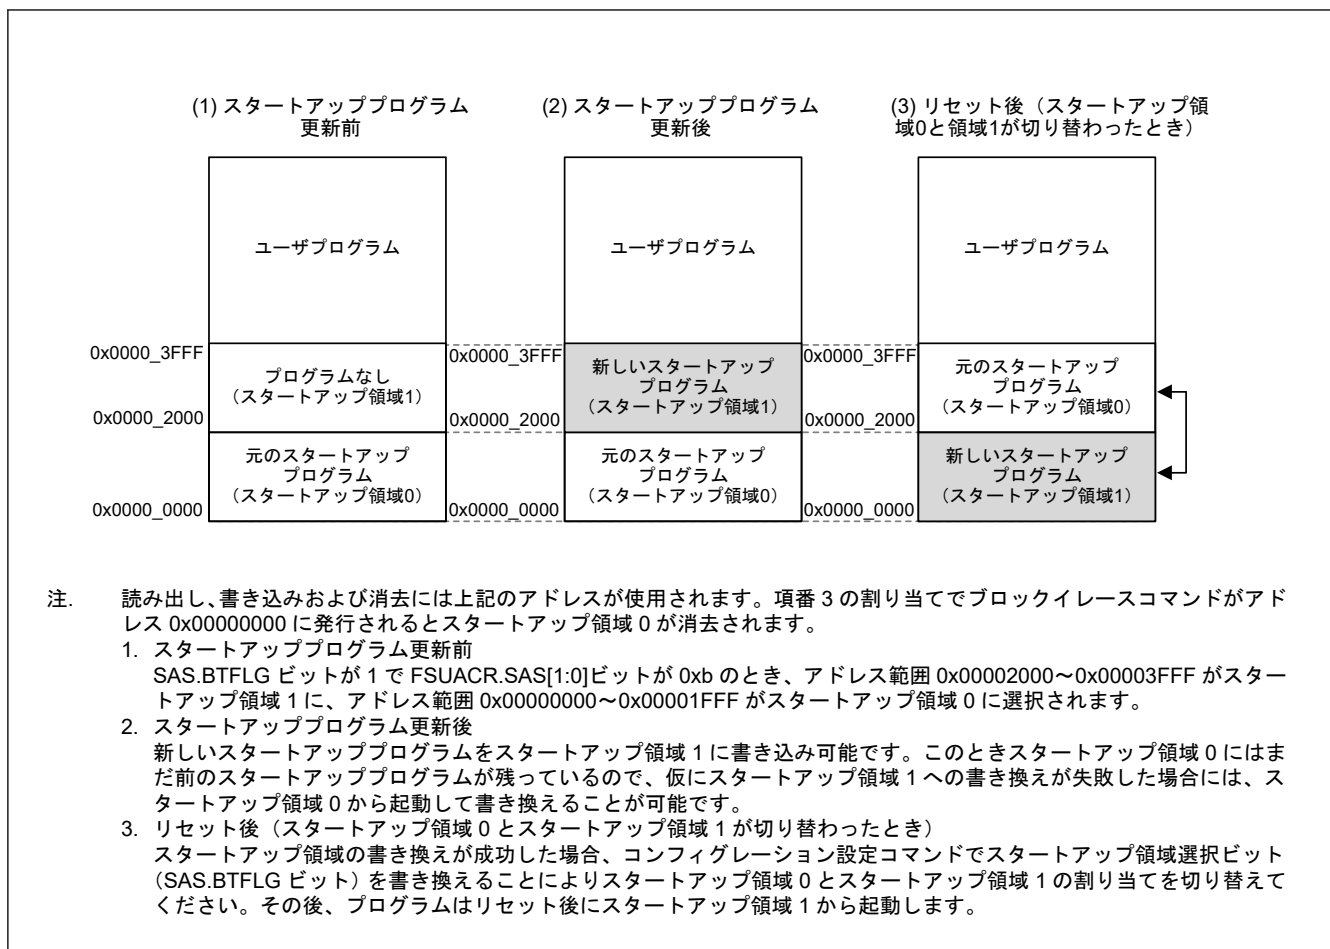 (1) スタートアッププログラム
更新前
(2) スタートアッププログラム
更新後
(3) リセット後（スタートアップ領
域0と領域1が切り替わったとき）
ユーザプログラム
ユーザプログラム
ユーザプログラム
0x0000_3FFF
0x0000_3FFF
0x0000_3FFF
プログラムなし
（スタートアップ領域1）
新しいスタートアップ
プログラム
（スタートアップ領域1）
元のスタートアップ
プログラム
（スタートアップ領域0）
0x0000_2000
0x0000_2000
0x0000_2000
元のスタートアップ
プログラム
（スタートアップ領域0）
元のスタートアップ
プログラム
（スタートアップ領域0）
新しいスタートアップ
プログラム
（スタートアップ領域1）
0x0000_0000
0x0000_0000
0x0000_0000
注. 読み出し、書き込みおよび消去には上記のアドレスが使用されます。項番 3 の割り当てでブロックイレースコマンドがアド
レス 0x00000000 に発行されるとスタートアップ領域 0 が消去されます。
1. スタートアッププログラム更新前
SAS.BTFLG ビットが 1 で FSUACR.SAS[1:0]ビットが 0xb のとき、アドレス範囲 0x00002000～0x00003FFF がスター
トアップ領域 1 に、アドレス範囲 0x00000000～0x00001FFF がスタートアップ領域 0 に選択されます。
2. スタートアッププログラム更新後
新しいスタートアッププログラムをスタートアップ領域 1 に書き込み可能です。このときスタートアップ領域 0 にはま
だ前のスタートアッププログラムが残っているので、仮にスタートアップ領域 1 への書き換えが失敗した場合には、ス
タートアップ領域 0 から起動して書き換えることが可能です。
3. リセット後（スタートアップ領域 0 とスタートアップ領域 1 が切り替わったとき）
スタートアップ領域の書き換えが成功した場合、コンフィグレーション設定コマンドでスタートアップ領域選択ビット
（SAS.BTFLG ビット）を書き換えることによりスタートアップ領域 0 とスタートアップ領域 1 の割り当てを切り替えて
ください。その後、プログラムはリセット後にスタートアップ領域 1 から起動します。